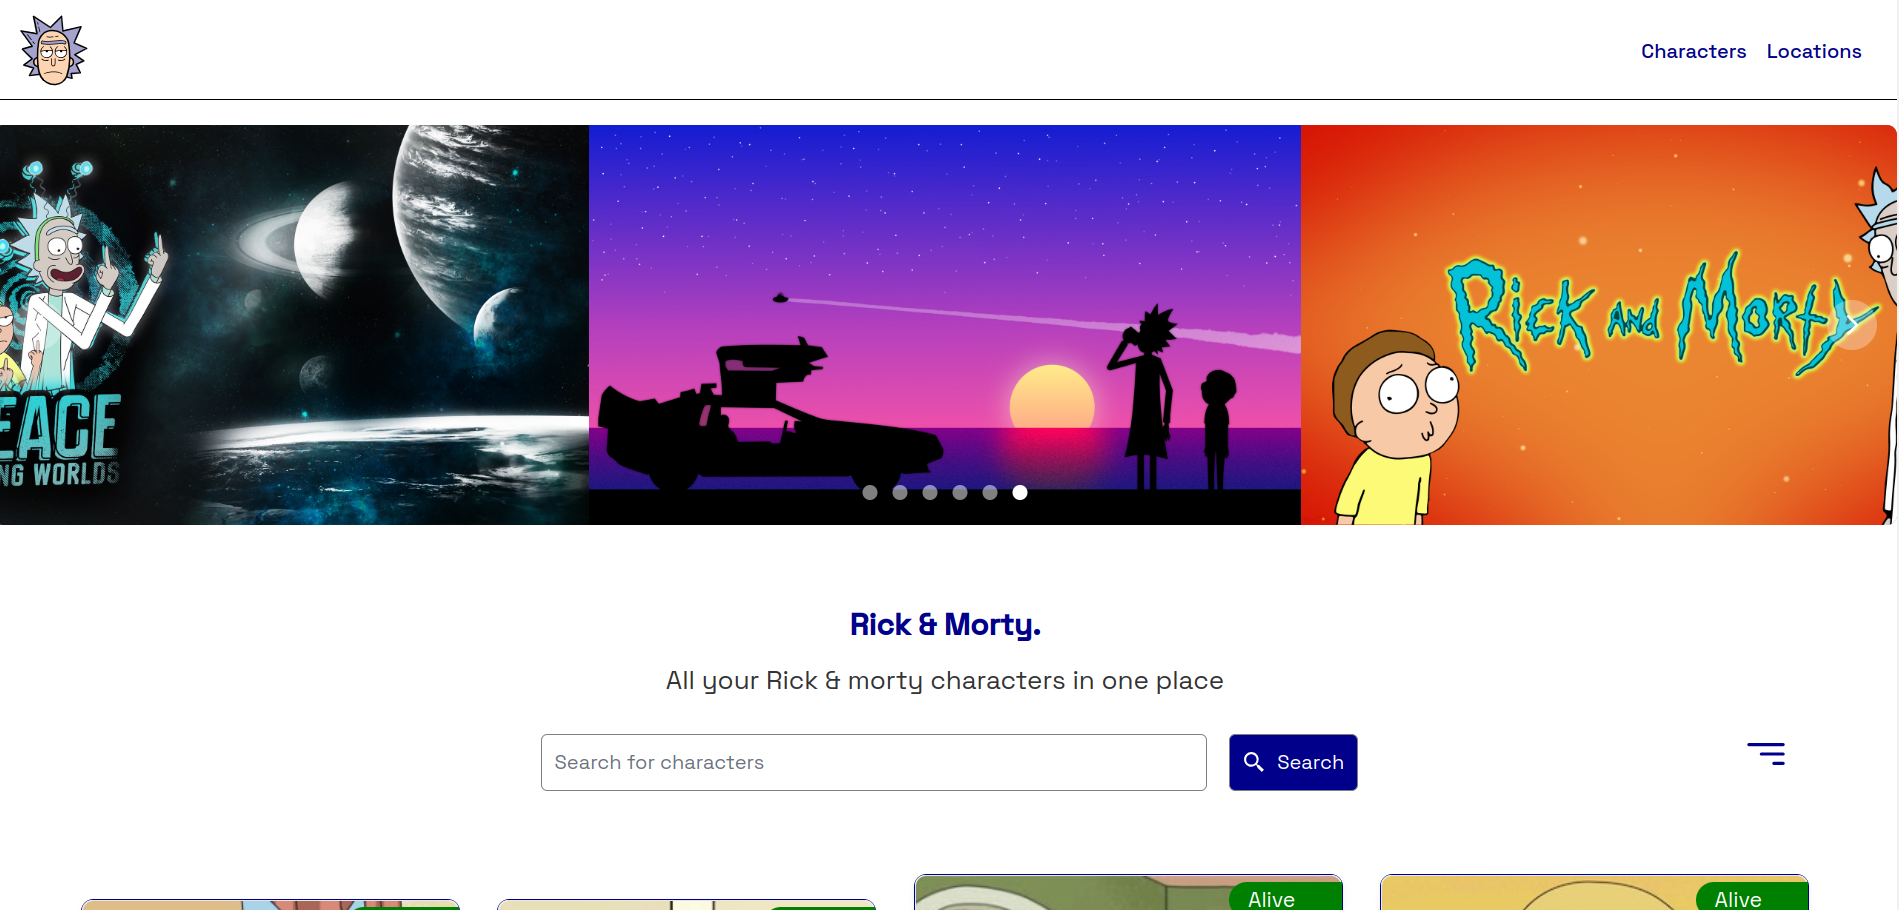 Characters Locations
EACE
NG WORLDS
Rick AND Morty
Rick & Morty.
All your Rick & morty characters in one place
Search for characters
Search
Alive
Alive